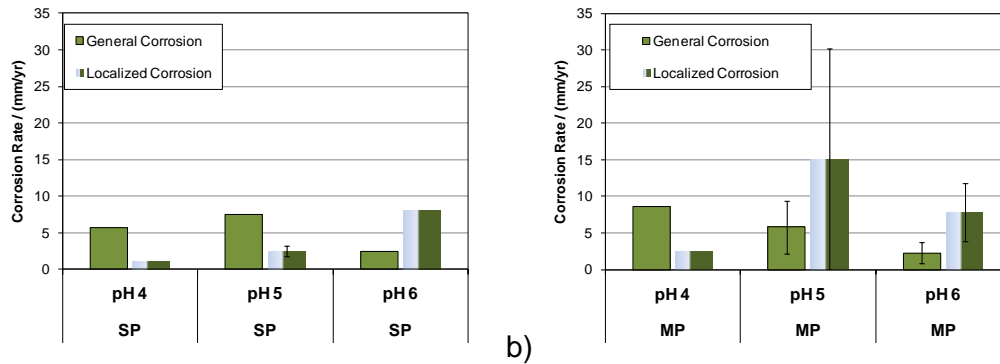 35
30
25
20
15
10
5
0
Corrosion Rate / (mm/yr)
General Corrosion
Localized Corrosion
pH 4
pH 5
pH 6
SP
SP
SP
b)
35
30
25
20
15
10
5
0
Corrosion Rate / (mm/yr)
General Corrosion
Localized Corrosion
pH 4
pH 5
pH 6
MP
MP
MP